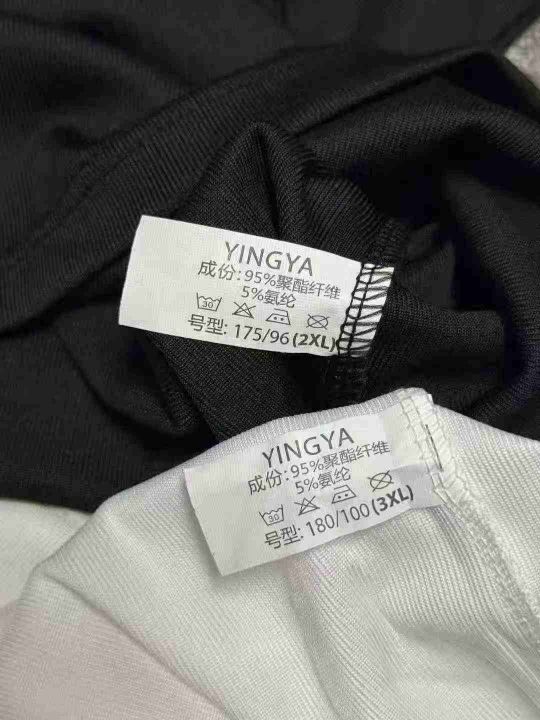 YINGYA
成份:95%聚酯纤维
5%氨纶
30
号型: 175/96(2XL)
YINGYA
成份:95%聚酯纤维
5%氨纶
30
号型: 180/100(3XL)